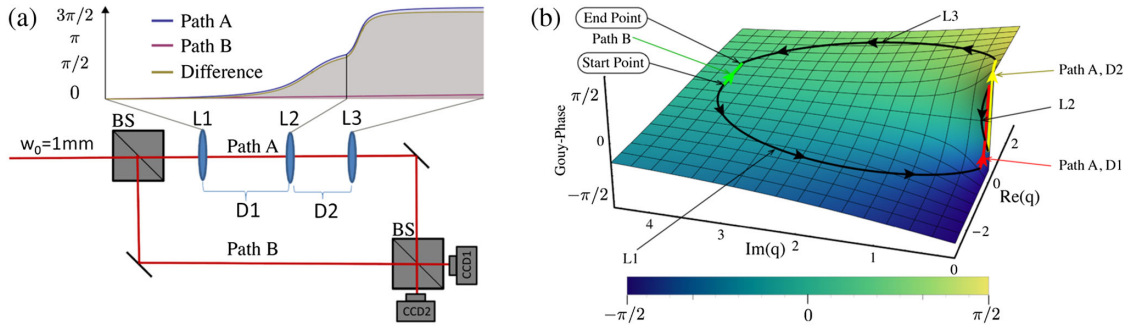 (a)
3π/2
π
π/2
0
Path A
Path B
Difference
BS
L1
L2
L3
w₀=1mm
Path A
D1
D2
BS
Path B
CCD1
CCD2
(b)
End Point
Path B
Start Point
L3
Path A, D2
L2
Path A, D1
L1
Gouy-Phase
π/2
0
−π/2
4
3
2
1
0
Im(q)
2
0
−2
Re(q)
−π/2
0
π/2